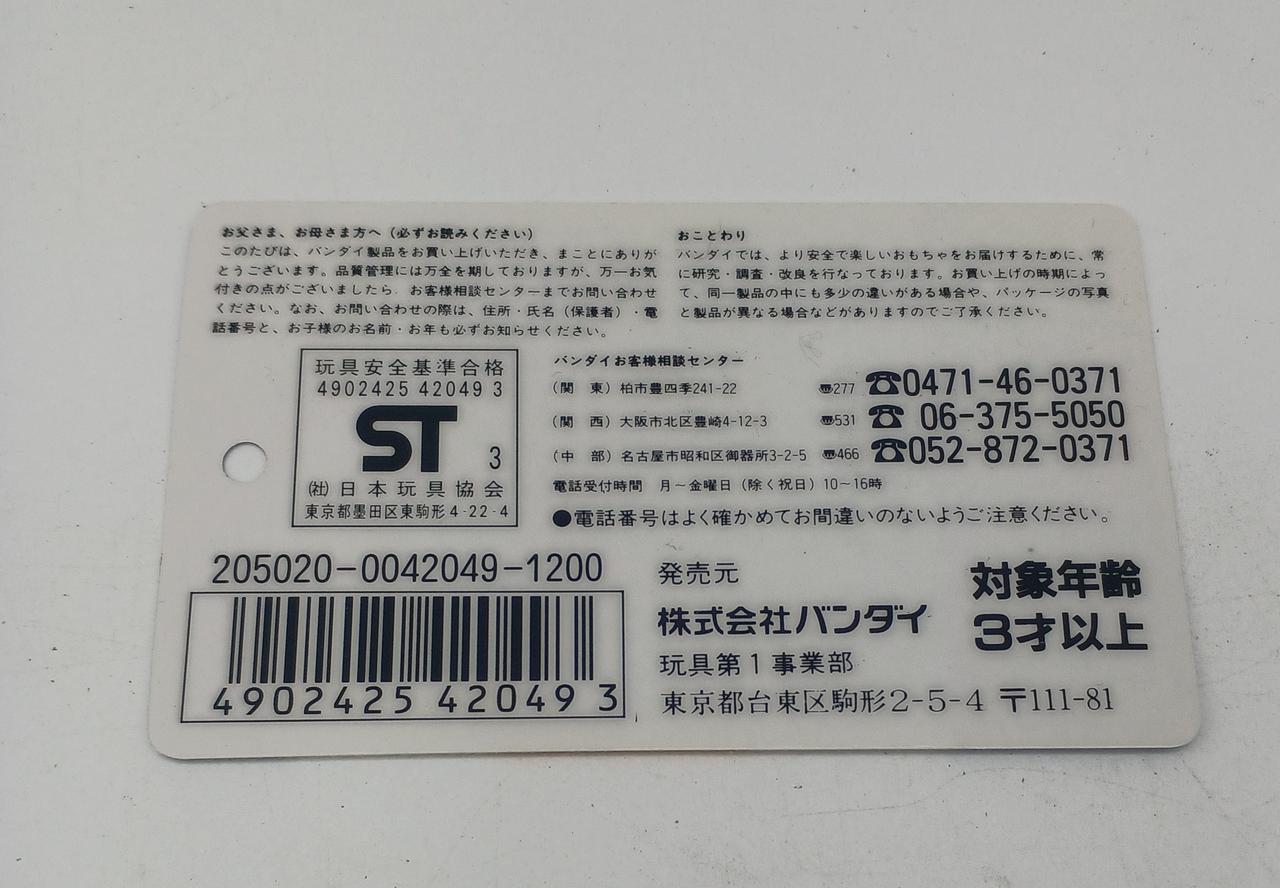 お父さま、お母さま方へ（必ずお読みください）
このたびは、バンダイ製品をお買い上げいただき、まことにありが
とうございます。品質管理には万全を期しておりますが、万一お気
付きの点がございましたら、お客様相談センターまでお問い合わせ
ください。なお、お問い合わせの際は、住所・氏名（保護者）・電
話番号と、お子様のお名前・お年も必ずお知らせください。
おことわり
バンダイでは、より安全で楽しいおもちゃをお届けするために、常
に研究・調査・改良を行なっております。お買い上げの時期によっ
て、同一製品の中にも多少の違いがある場合や、パッケージの写真
と製品が異なる場合などがありますのでご了承ください。
玩具安全基準合格
4902425 42049 3
ST 3
(社)日本玩具協会
東京都墨田区東駒形4-22-4
バンダイお客様相談センター
（関　東）柏市豊四季241-22 〠277 ☎0471-46-0371
（関　西）大阪市北区豊崎4-12-3 〠531 ☎06-375-5050
（中　部）名古屋市昭和区御器所3-2-5 〠466 ☎052-872-0371
電話受付時間　月～金曜日（除く祝日）10～16時
●電話番号はよく確かめてお間違いのないようご注意ください。
205020-0042049-1200
4902425 42049 3
発売元
株式会社バンダイ
玩具第1事業部
東京都台東区駒形2-5-4 〒111-81
対象年齢
3才以上